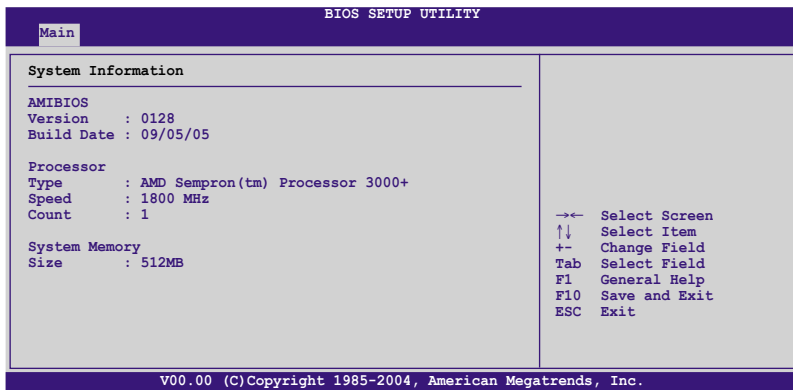 BIOS SETUP UTILITY
Main
System Information
AMIBIOS
Version : 0128
Build Date : 09/05/05
Processor
Type : AMD Sempron(tm) Processor 3000+
Speed : 1800 MHz
Count : 1
System Memory
Size : 512MB
→← Select Screen
↑↓ Select Item
+- Change Field
Tab Select Field
F1 General Help
F10 Save and Exit
ESC Exit
V00.00 (C)Copyright 1985-2004, American Megatrends, Inc.